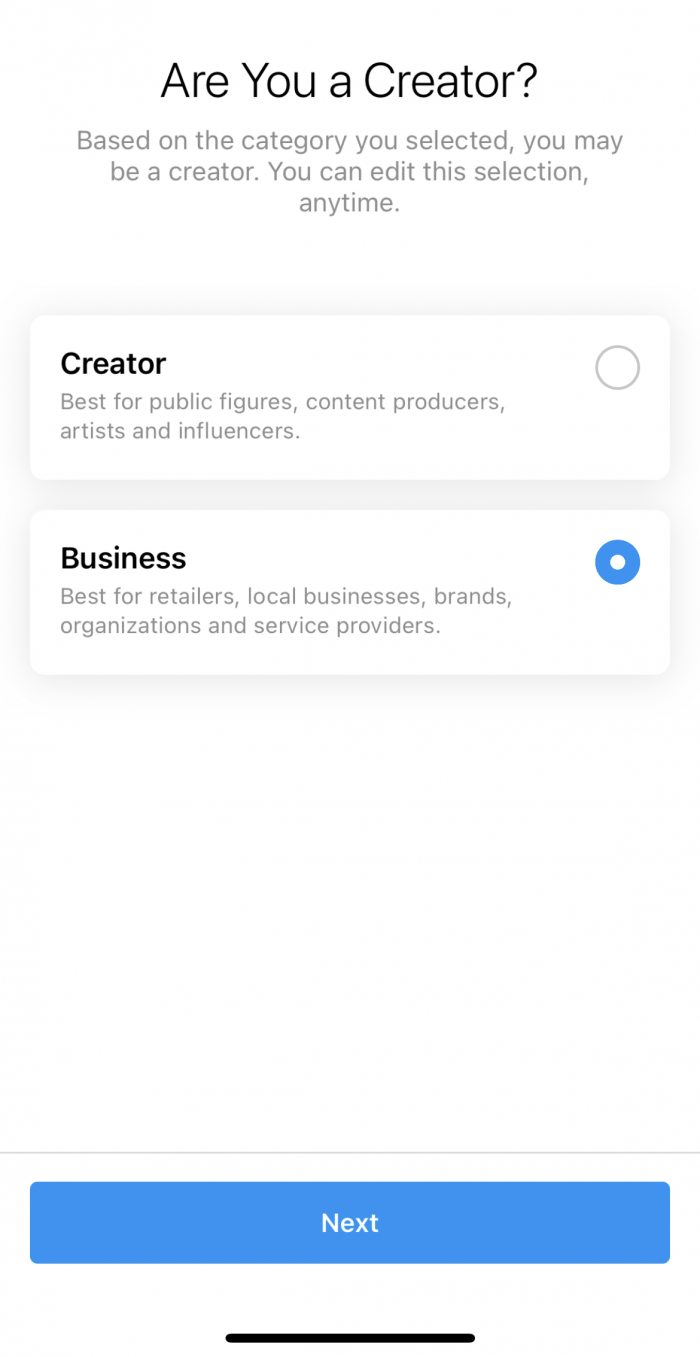 Are You a Creator?
Based on the category you selected, you may
be a creator. You can edit this selection,
anytime.
Creator
Best for public figures, content producers,
artists and influencers.
Business
Best for retailers, local businesses, brands,
organizations and service providers.
Next